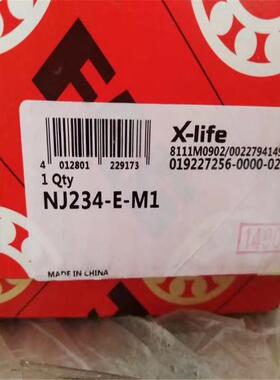 X-life
8111M0902/0022794149
019227256-0000-02
4 012801 229173
1 Qty
NJ234-E-M1
MADE IN CHINA